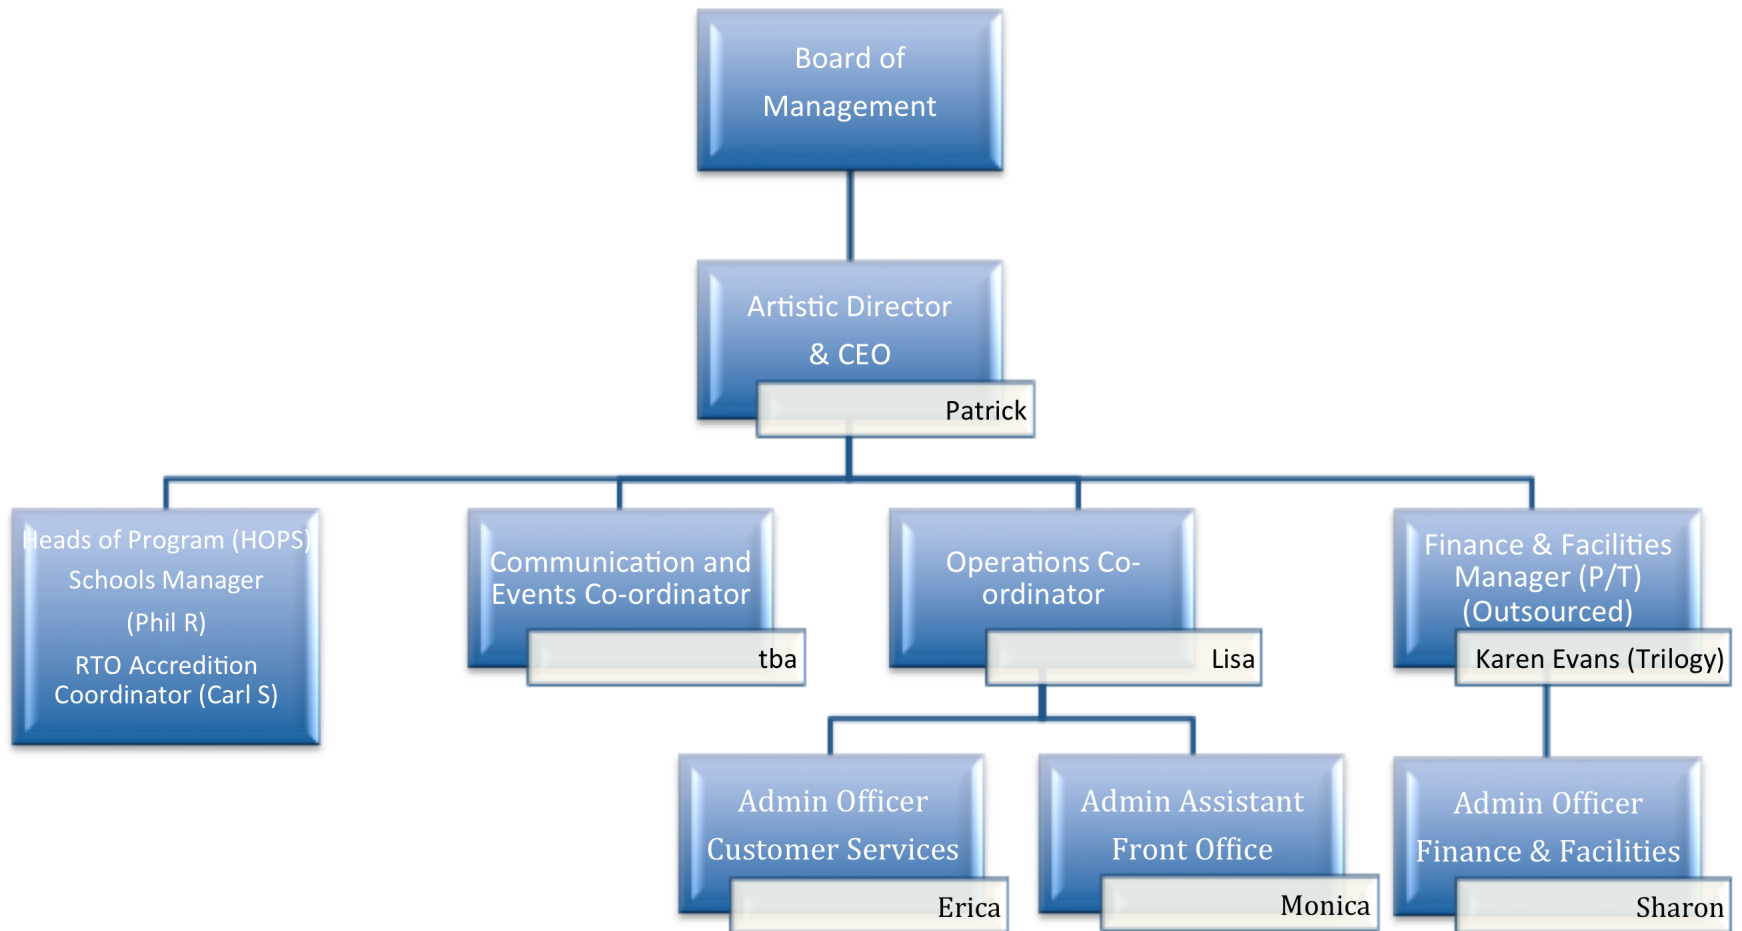 Board of
Management
Artistic Director
& CEO
Patrick
Heads of Program (HOPS)
Schools Manager
(Phil R)
RTO Accredition
Coordinator (Carl S)
Communication and
Events Co-ordinator
tba
Operations Co-
ordinator
Lisa
Finance & Facilities
Manager (P/T)
(Outsourced)
Karen Evans (Trilogy)
Admin Officer
Customer Services
Erica
Admin Assistant
Front Office
Monica
Admin Officer
Finance & Facilities
Sharon